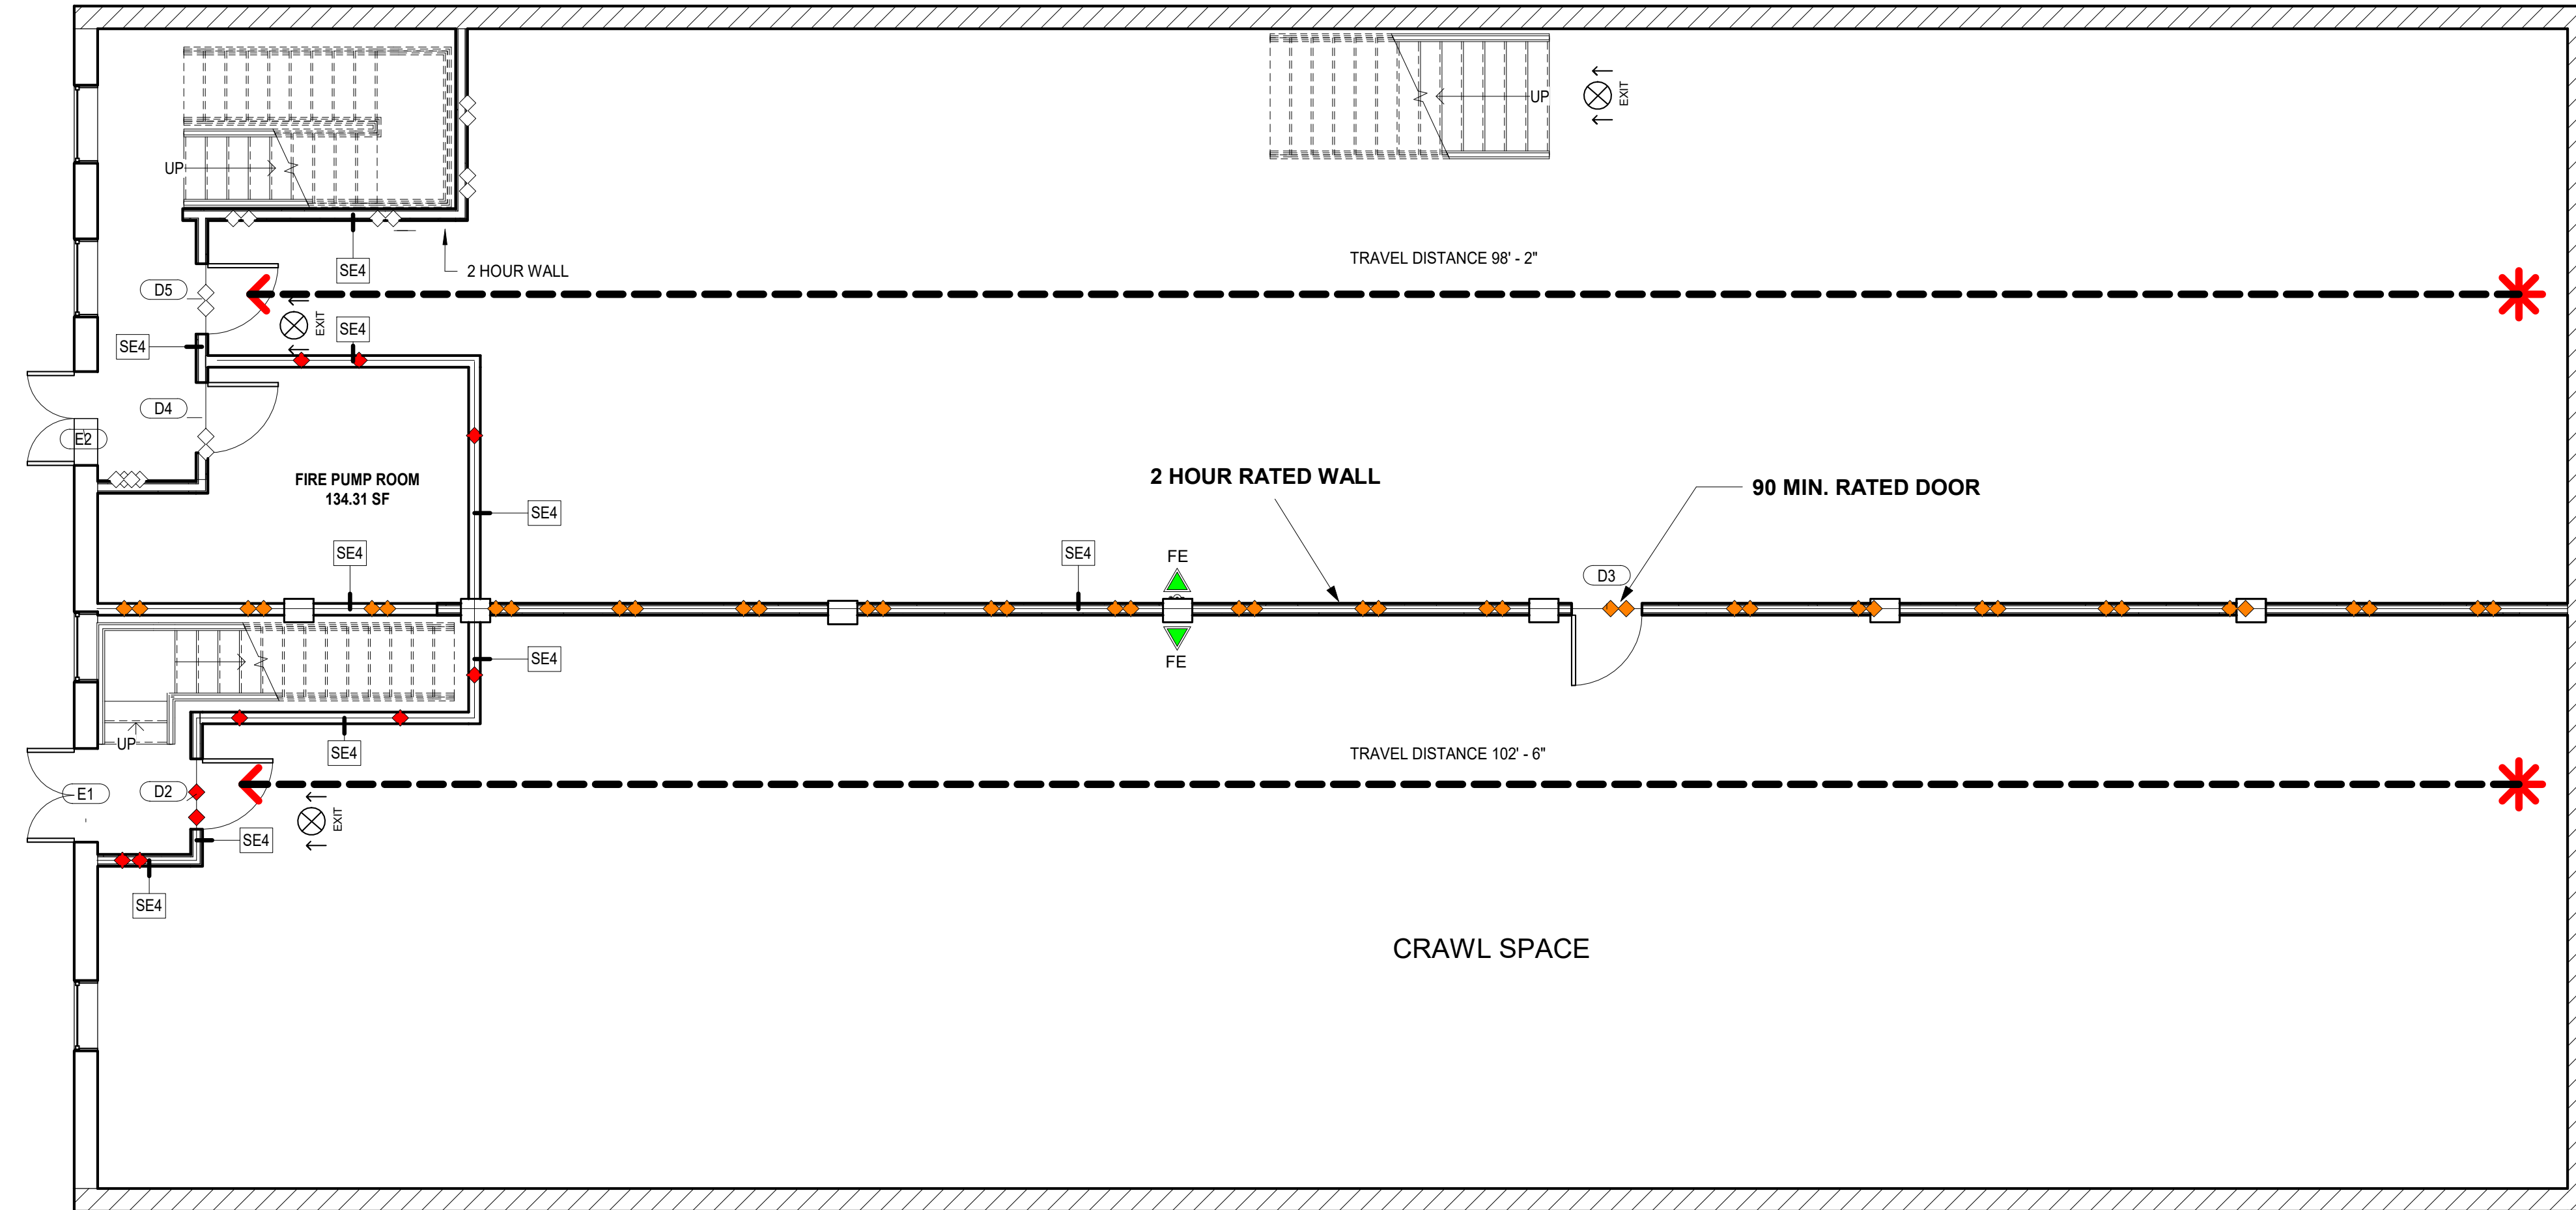 UP
EXIT
UP
SE4
2 HOUR WALL
TRAVEL DISTANCE 98' - 2"
D5
EXIT
SE4
SE4
D4
E2
FIRE PUMP ROOM
134.31 SF
2 HOUR RATED WALL
90 MIN. RATED DOOR
SE4
SE4
SE4
FE
D3
FE
SE4
UP
SE4
TRAVEL DISTANCE 102' - 6"
E1
D2
EXIT
SE4
SE4
CRAWL SPACE